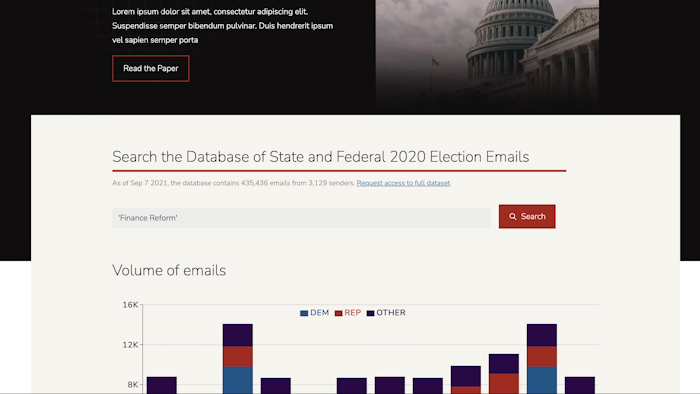 Lorem ipsum dolor sit amet, consectetur adipiscing elit.
Suspendisse semper bibendum pulvinar. Duis hendrerit ipsum
vel sapien semper porta
Read the Paper
Search the Database of State and Federal 2020 Election Emails
As of Sep 7 2021, the database contains 435,436 emails from 3,129 senders. Request access to full dataset
'Finance Reform'
Search
Volume of emails
16K
DEM REP OTHER
12K
8K